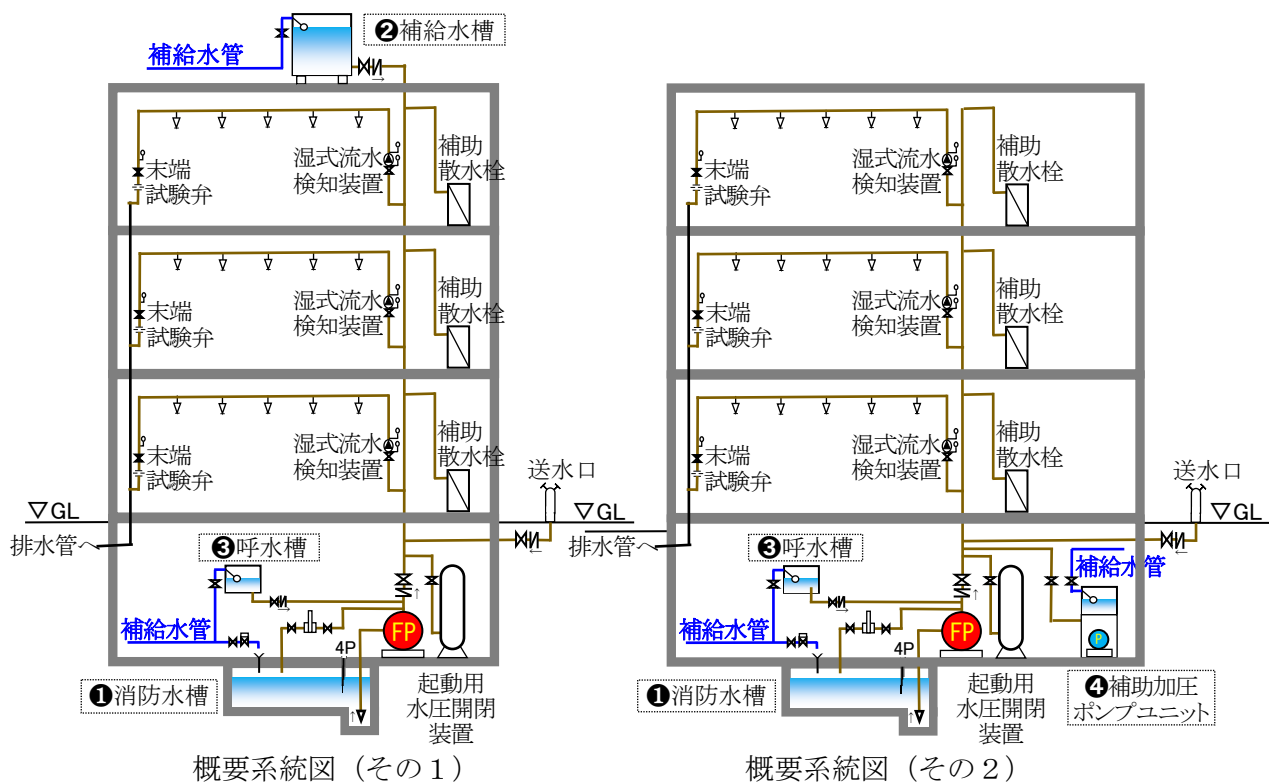 ❷補給水槽
補給水管
湿式流水
検知装置
補助
散水栓
末端
試験弁
湿式流水
検知装置
補助
散水栓
末端
試験弁
湿式流水
検知装置
補助
散水栓
末端
試験弁
送水口
▽GL
排水管へ
❸呼水槽
補給水管
FP
4P
❶消防水槽
起動用
水圧開閉
装置
概要系統図（その１）
湿式流水
検知装置
補助
散水栓
末端
試験弁
湿式流水
検知装置
補助
散水栓
末端
試験弁
湿式流水
検知装置
補助
散水栓
末端
試験弁
送水口
▽GL
▽GL
排水管へ
❸呼水槽
補給水管
補給水管
FP
P
4P
❶消防水槽
起動用
水圧開閉
装置
❹補助加圧
ポンプユニット
概要系統図（その２）